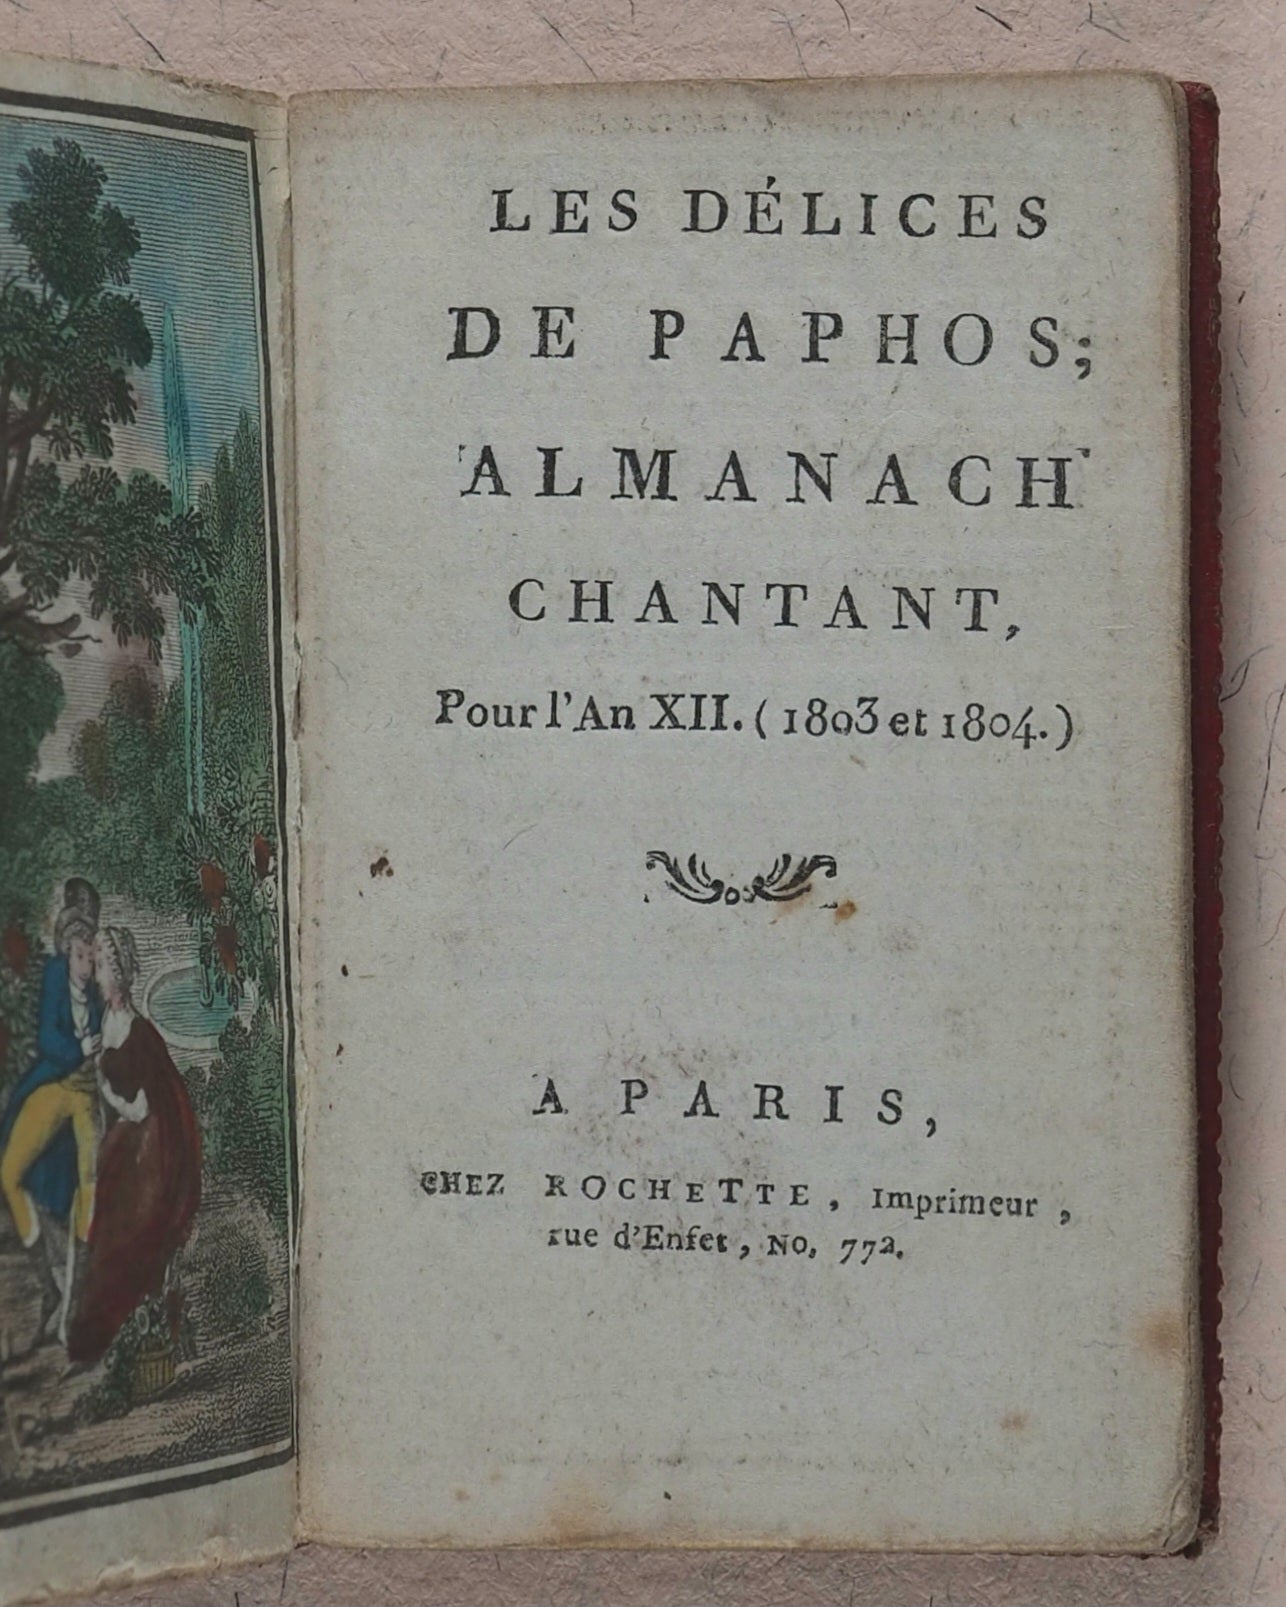 LES DÉLICES
DE PAPHOS;
ALMANACH
CHANTANT,
Pour l'An XII. (1803 et 1804.)
A PARIS,
CHEZ ROCHETTE, Imprimeur,
rue d'Enfer, No. 772.